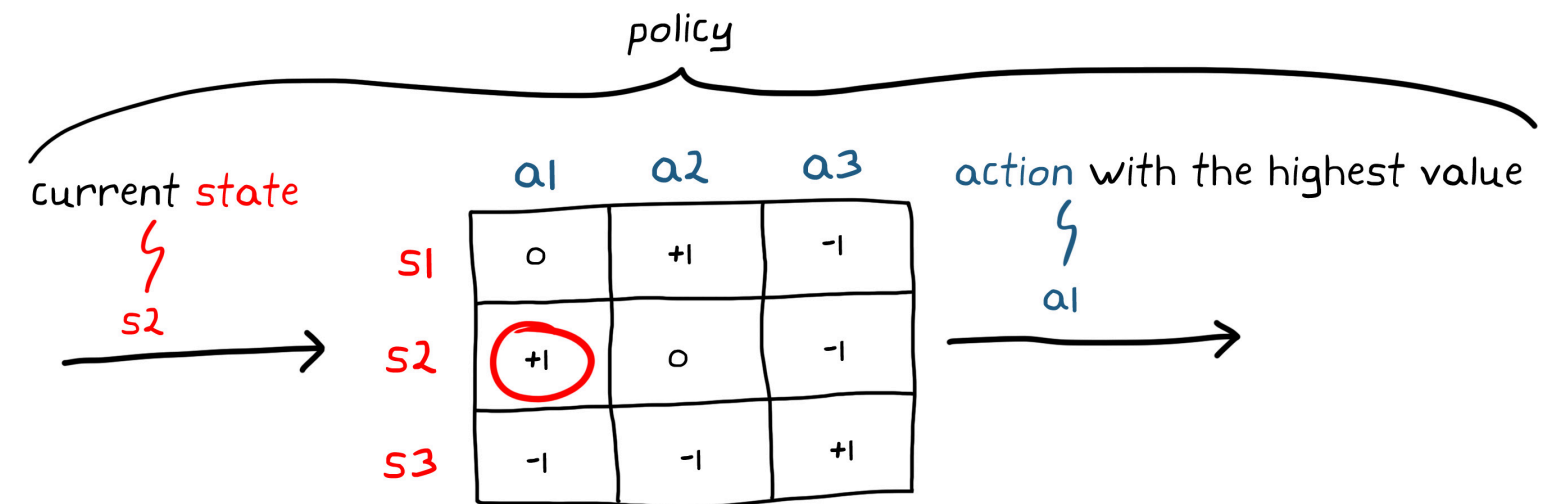 policy
current state
s2
a1 a2 a3
s1 0 +1 -1
s2 +1 0 -1
s3 -1 -1 +1
action with the highest value
a1